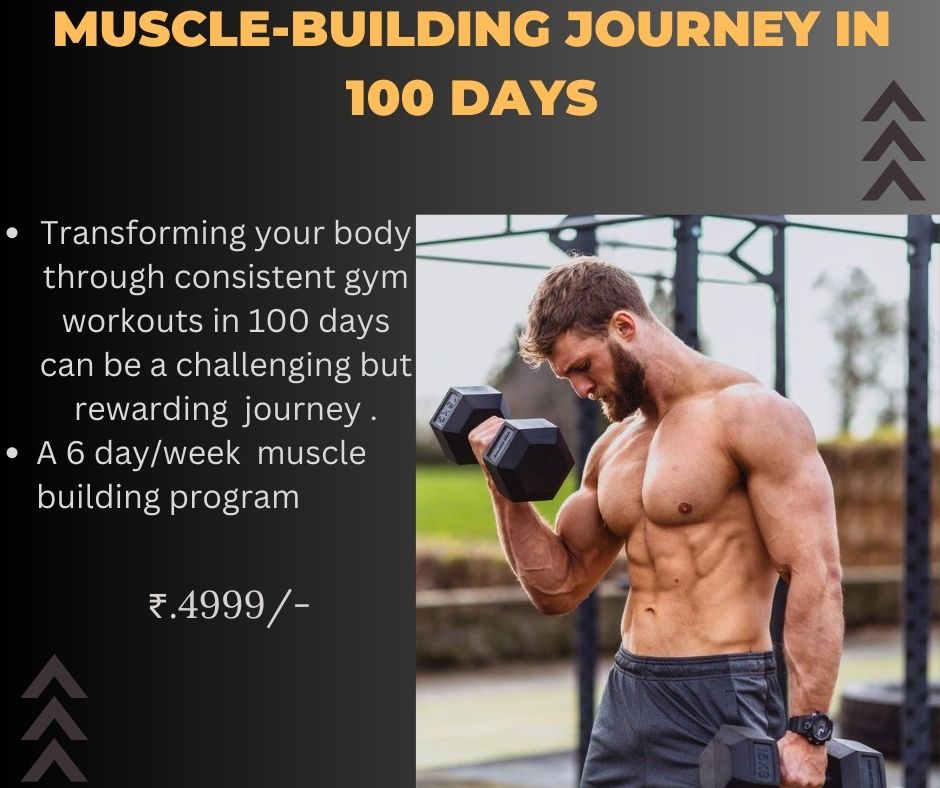 MUSCLE-BUILDING JOURNEY IN
100 DAYS
• Transforming your body
through consistent gym
workouts in 100 days
can be a challenging but
rewarding journey .
• A 6 day/week muscle
building program
₹.4999/-
15KG